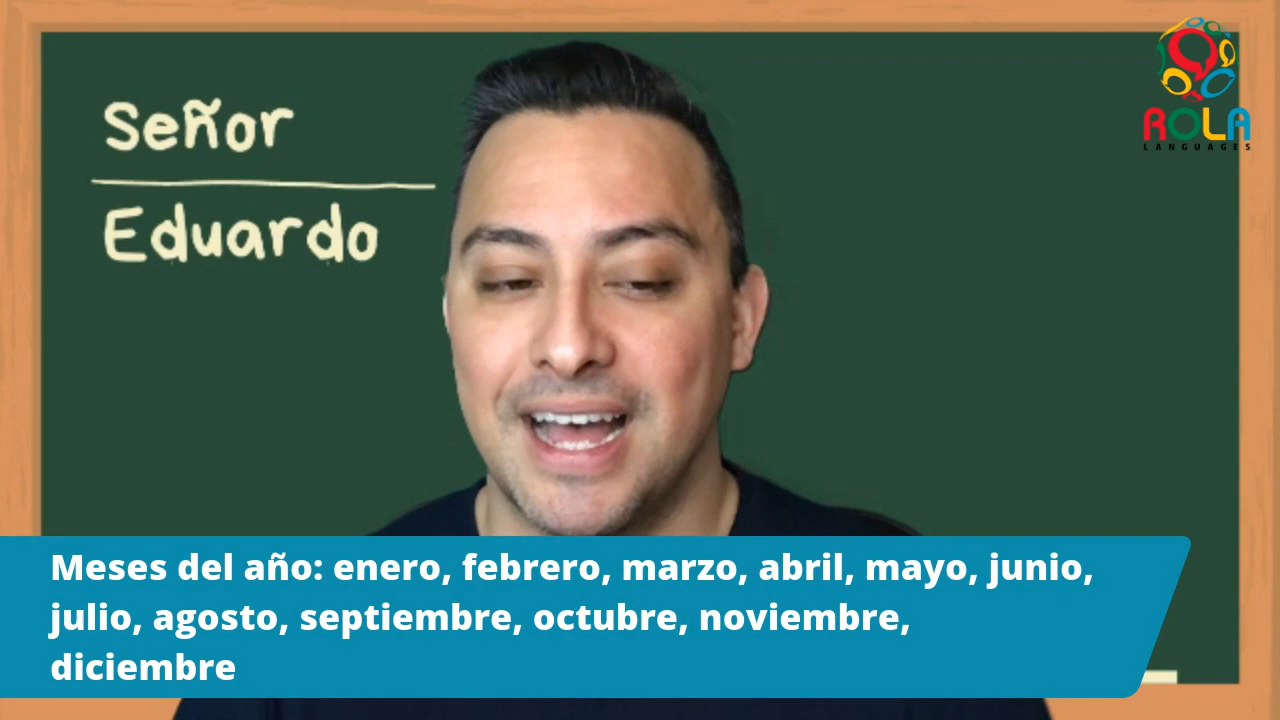 Señor
Eduardo
ROLA
LANGUAGES
Meses del año: enero, febrero, marzo, abril, mayo, junio,
julio, agosto, septiembre, octubre, noviembre,
diciembre